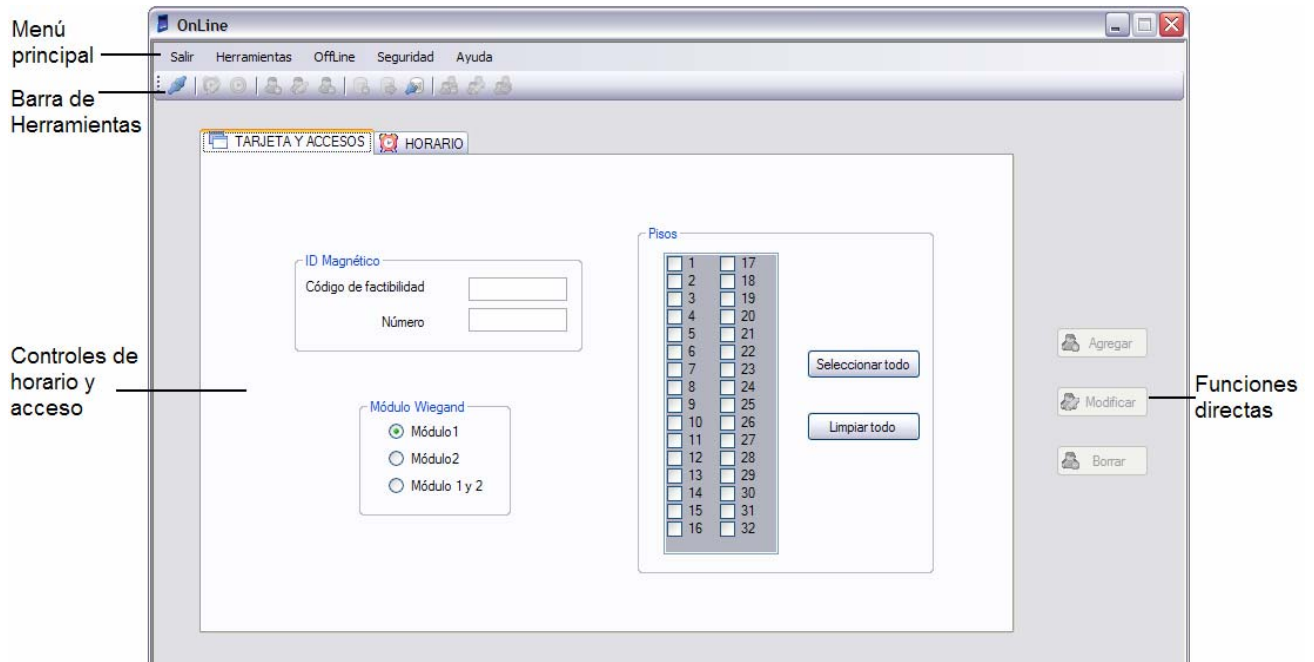 Menú
principal
OnLine
Salir Herramientas OffLine Seguridad Ayuda
Barra de
Herramientas
TARJETA Y ACCESOS HORARIO
ID Magnético
Código de factibilidad
Número
Módulo Wiegand
Módulo1
Módulo2
Módulo 1 y 2
Pisos
1 17
2 18
3 19
4 20
5 21
6 22
7 23
8 24
9 25
10 26
11 27
12 28
13 29
14 30
15 31
16 32
Seleccionar todo
Limpiar todo
Agregar
Modificar
Borrar
Controles de
horario y
acceso
Funciones
directas